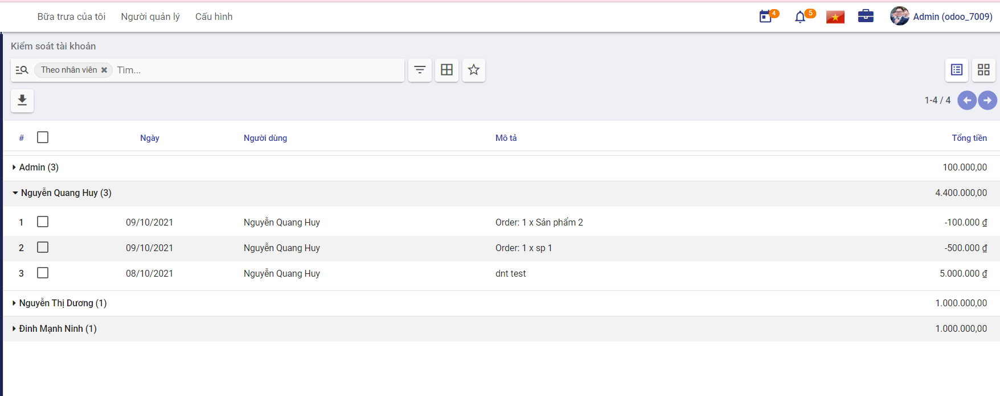 Bữa trưa của tôi Người quản lý Cấu hình 4 5 Admin (odoo_7009)
Kiểm soát tài khoản
Theo nhân viên Tìm...
1-4 / 4
# Ngày Người dùng Mô tả Tổng tiền
Admin (3) 100.000,00
Nguyễn Quang Huy (3) 4.400.000,00
1 09/10/2021 Nguyễn Quang Huy Order: 1 x Sản phẩm 2 -100.000 ₫
2 09/10/2021 Nguyễn Quang Huy Order: 1 x sp 1 -500.000 ₫
3 08/10/2021 Nguyễn Quang Huy dnt test 5.000.000 ₫
Nguyễn Thị Dương (1) 1.000.000,00
Đinh Mạnh Ninh (1) 1.000.000,00